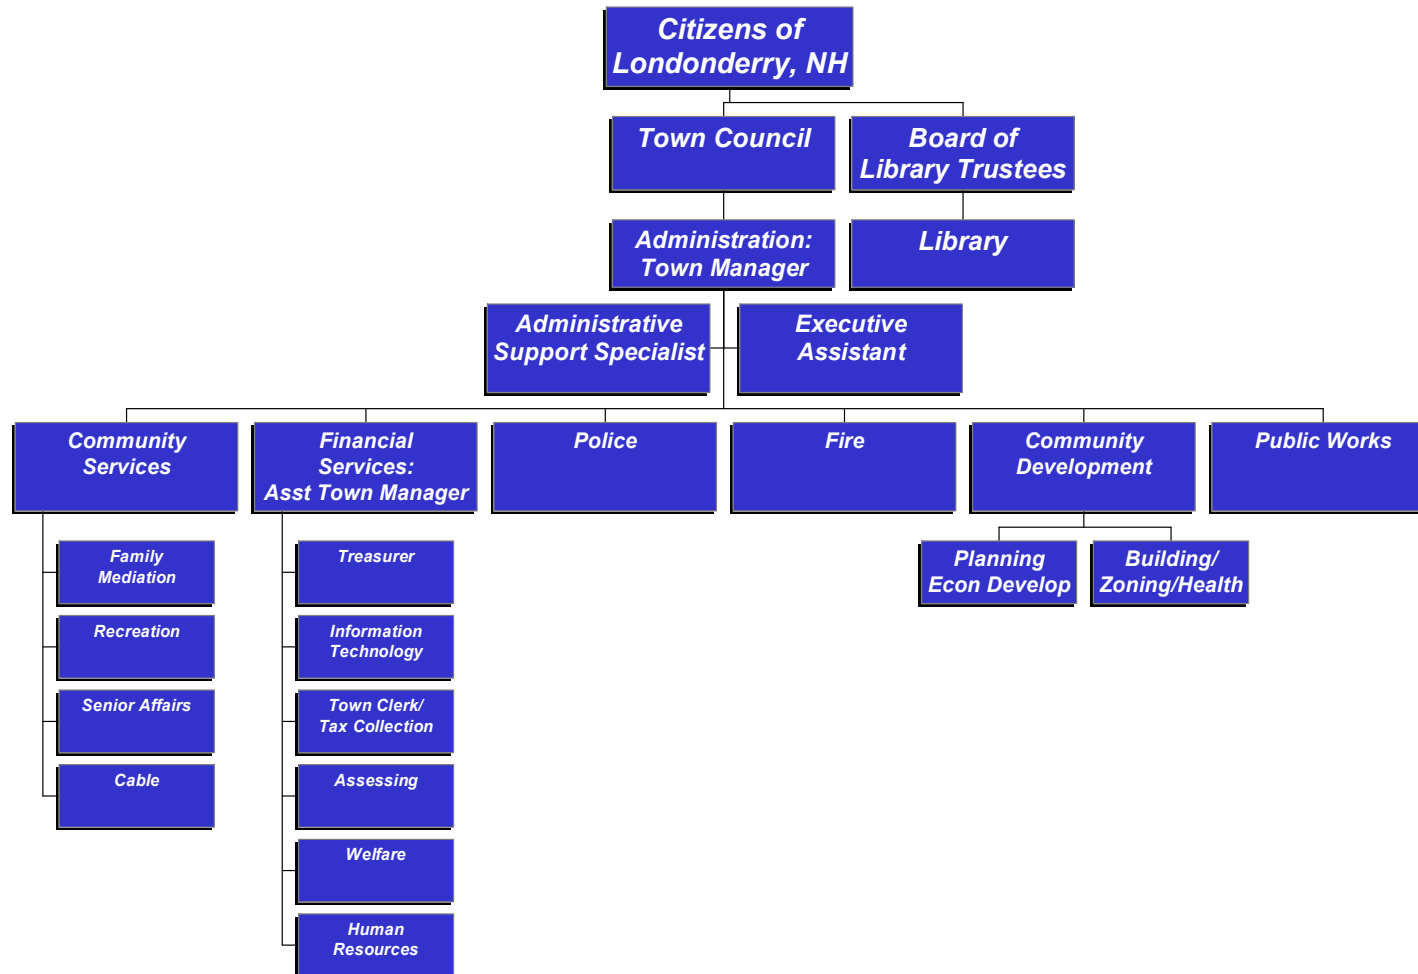 Citizens of
Londonderry, NH
Town Council
Board of
Library Trustees
Administration:
Town Manager
Library
Administrative
Support Specialist
Executive
Assistant
Community
Services
Financial
Services:
Asst Town Manager
Police
Fire
Community
Development
Public Works
Family
Mediation
Recreation
Senior Affairs
Cable
Treasurer
Information
Technology
Town Clerk/
Tax Collection
Assessing
Welfare
Human
Resources
Planning
Econ Develop
Building/
Zoning/Health